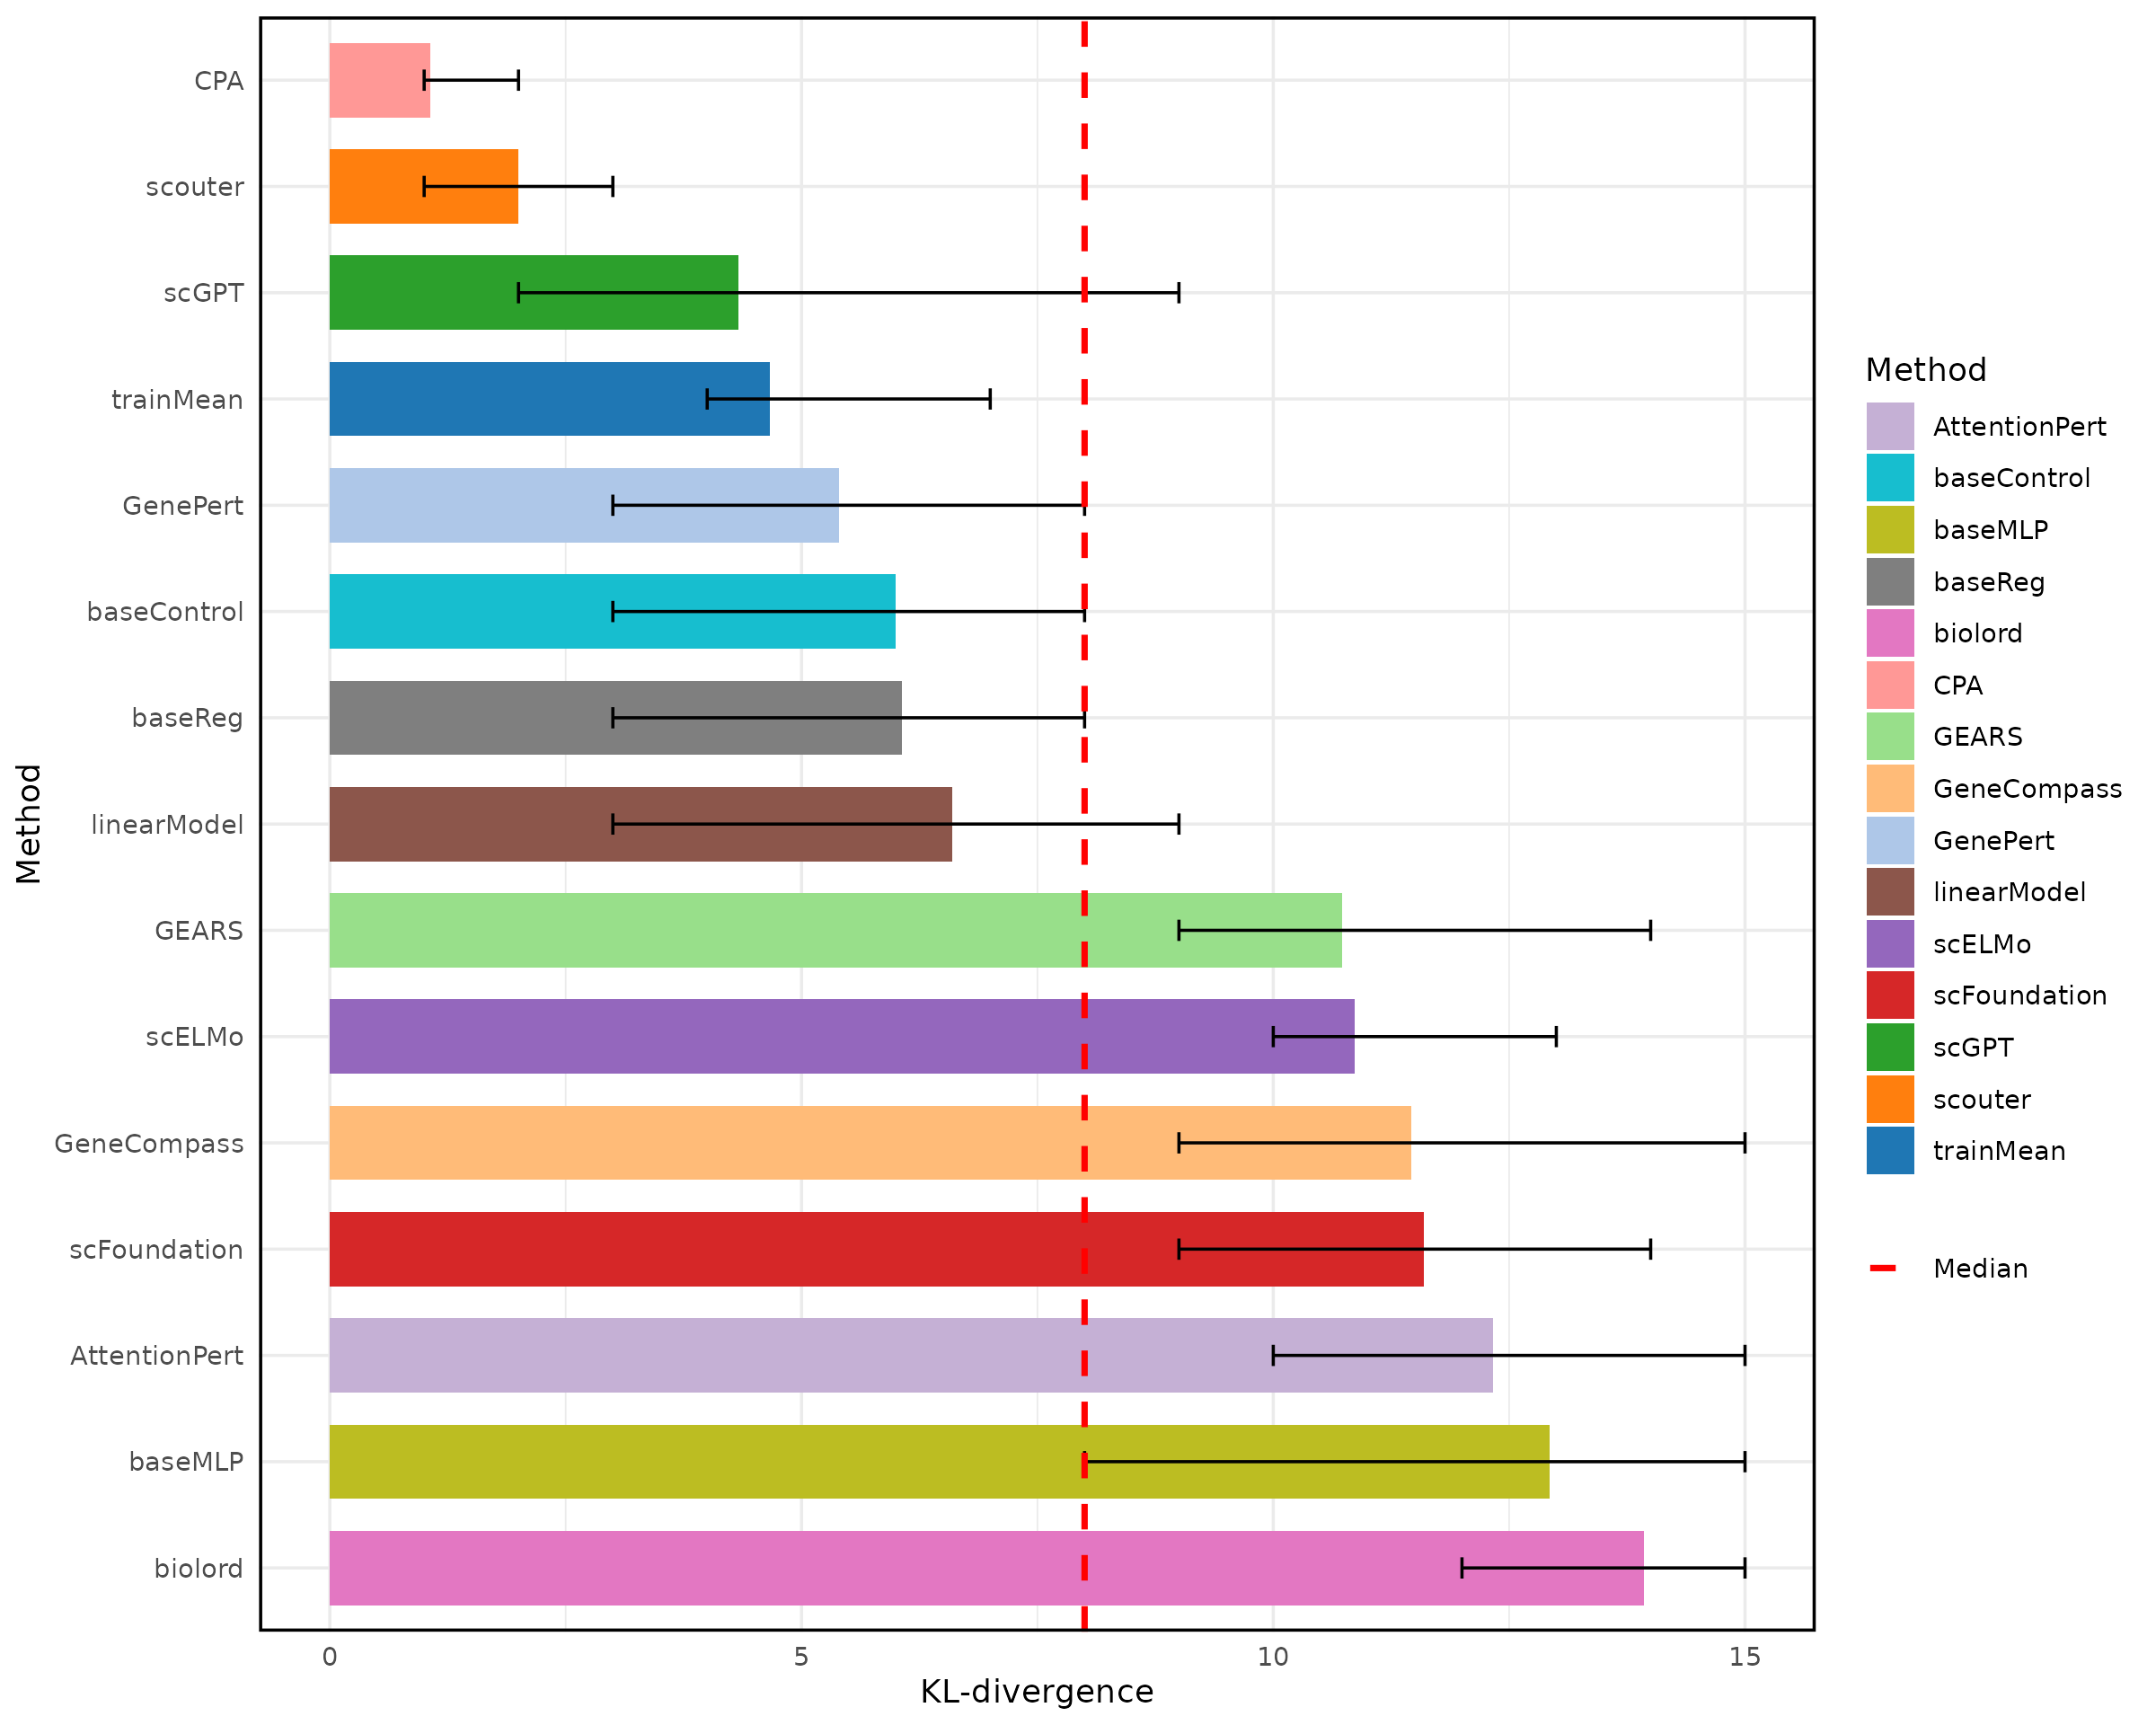 CPA
scouter
scGPT
trainMean
GenePert
baseControl
baseReg
linearModel
GEARS
scELMo
GeneCompass
scFoundation
AttentionPert
baseMLP
biolord
Method
0 5 10 15
KL-divergence
Method
AttentionPert
baseControl
baseMLP
baseReg
biolord
CPA
GEARS
GeneCompass
GenePert
linearModel
scELMo
scFoundation
scGPT
scouter
trainMean
Median